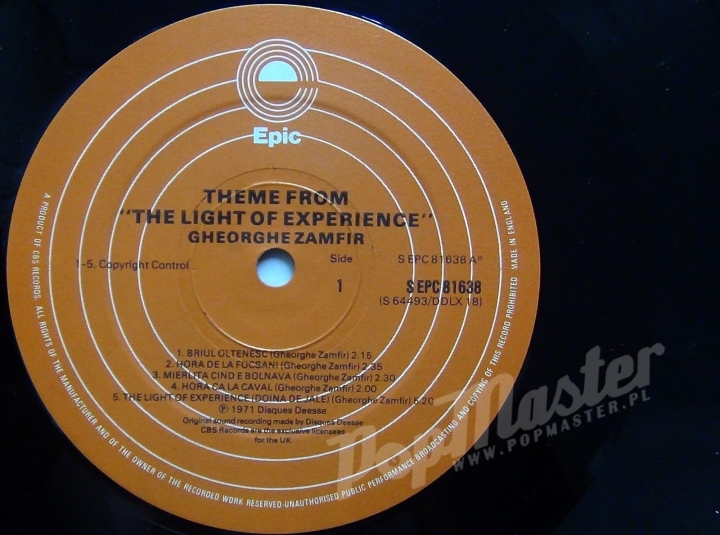 Epic
THEME FROM
"THE LIGHT OF EXPERIENCE"
GHEORGHE ZAMFIR
1-5. Copyright Control
Side
1
S EPC 81638 Aº
S EPC 81638
(S 64493/DDLX 18)
1. BRIUL OLTENESC (Gheorghe Zamfir) 2.15
2. HORA DE LA FOCSANI (Gheorghe Zamfir) 2.35
3. MIERLITA CIND E BOLNAVA (Gheorghe Zamfir) 2.30
4. HORA CA LA CAVAL (Gheorghe Zamfir) 2.00
5. THE LIGHT OF EXPERIENCE (DOINA DE JALE) (Gheorghe Zamfir) 5.20
℗ 1971 Disques Deesse
Original sound recording made by Disques Deesse
CBS Records are the exclusive licensees
for the UK
A PRODUCT OF CBS RECORDS. ALL RIGHTS OF THE MANUFACTURER AND OF THE OWNER OF THE RECORDED WORK RESERVED-UNAUTHORISED PUBLIC PERFORMANCE BROADCASTING AND COPYING OF THIS RECORD PROHIBITED MADE IN ENGLAND
PopMaster
WWW.POPMASTER.PL